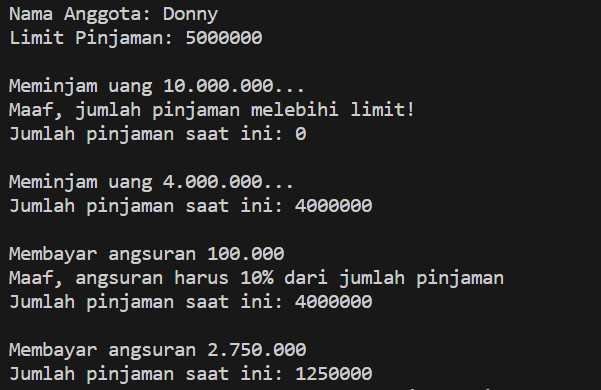 Nama Anggota: Donny
Limit Pinjaman: 5000000
Meminjam uang 10.000.000...
Maaf, jumlah pinjaman melebihi limit!
Jumlah pinjaman saat ini: 0
Meminjam uang 4.000.000...
Jumlah pinjaman saat ini: 4000000
Membayar angsuran 100.000
Maaf, angsuran harus 10% dari jumlah pinjaman
Jumlah pinjaman saat ini: 4000000
Membayar angsuran 2.750.000
Jumlah pinjaman saat ini: 1250000